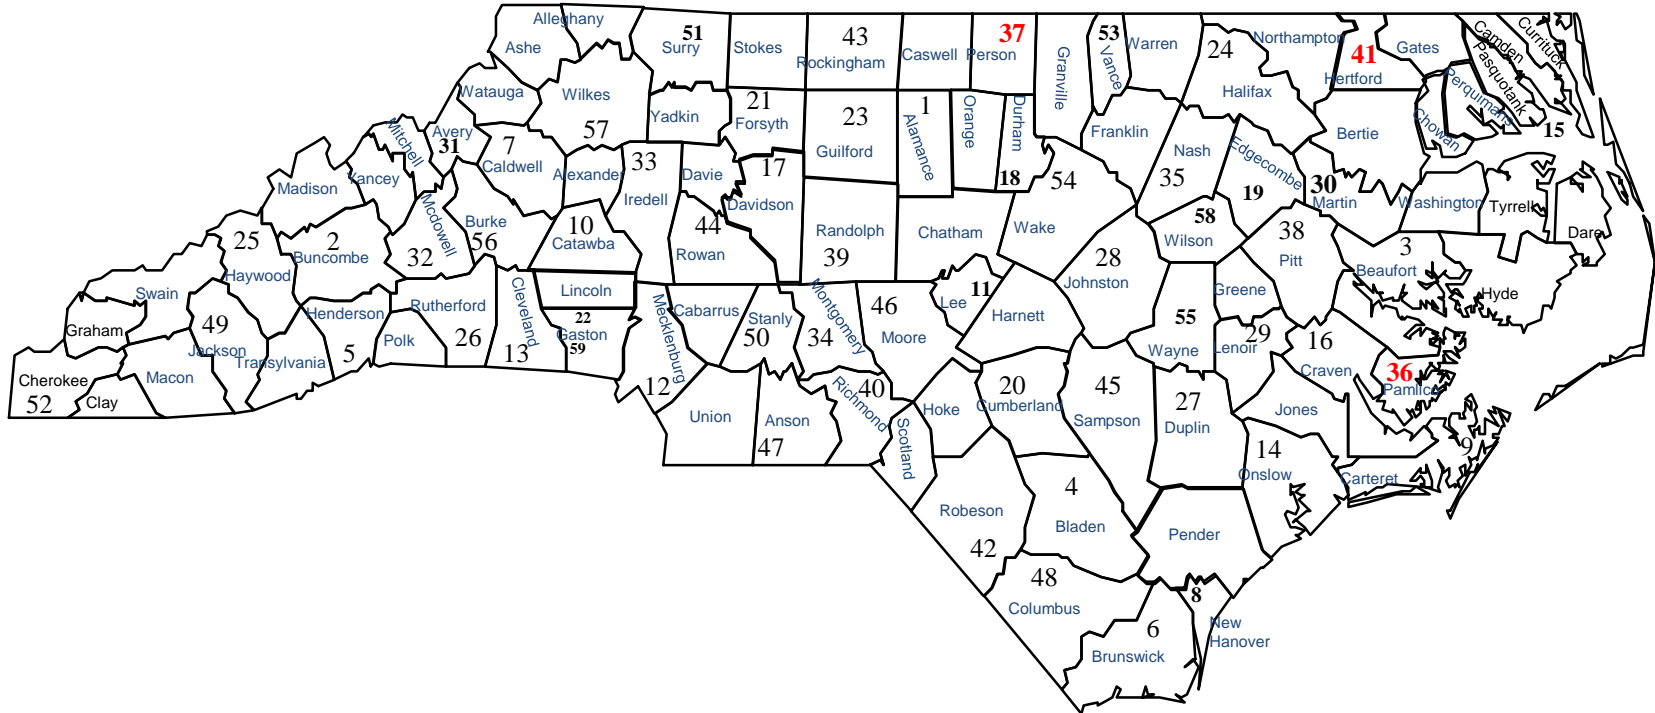 Alleghany
Ashe
51
Surry
Stokes
43
Rockingham
Caswell
37
Person
Granville
53
Vance
Warren
24
Northampton
Halifax
41
Hertford
Gates
Camden
Currituck
Pasquotank
Perquimans
Chowan
15
Watauga
Wilkes
57
Yadkin
21
Forsyth
23
Guilford
1
Alamance
Orange
Durham
18
Franklin
Nash
35
Edgecombe
19
Bertie
30
Martin
Washington
Tyrrell
Dare
Mitchell
Avery
31
7
Caldwell
Alexander
33
Iredell
Davie
17
Davidson
54
Wake
58
Wilson
38
Pitt
3
Beaufort
Hyde
Madison
Yancey
Mcdowell
32
Burke
56
10
Catawba
44
Rowan
Randolph
39
Chatham
28
Johnston
Greene
25
Haywood
2
Buncombe
Swain
Graham
49
Jackson
Henderson
5
Transylvania
Rutherford
26
Polk
Cleveland
13
Lincoln
22
Gaston
59
Mecklenburg
12
Cabarrus
Stanly
50
Montgomery
34
46
Moore
Lee
11
Harnett
55
Wayne
29
Lenoir
16
Craven
36
Pamlico
Macon
Cherokee
52
Clay
Union
Anson
47
40
Richmond
Scotland
Hoke
20
Cumberland
45
Sampson
27
Duplin
Jones
14
Onslow
9
Carteret
Robeson
42
4
Bladen
Pender
48
Columbus
8
New
Hanover
6
Brunswick